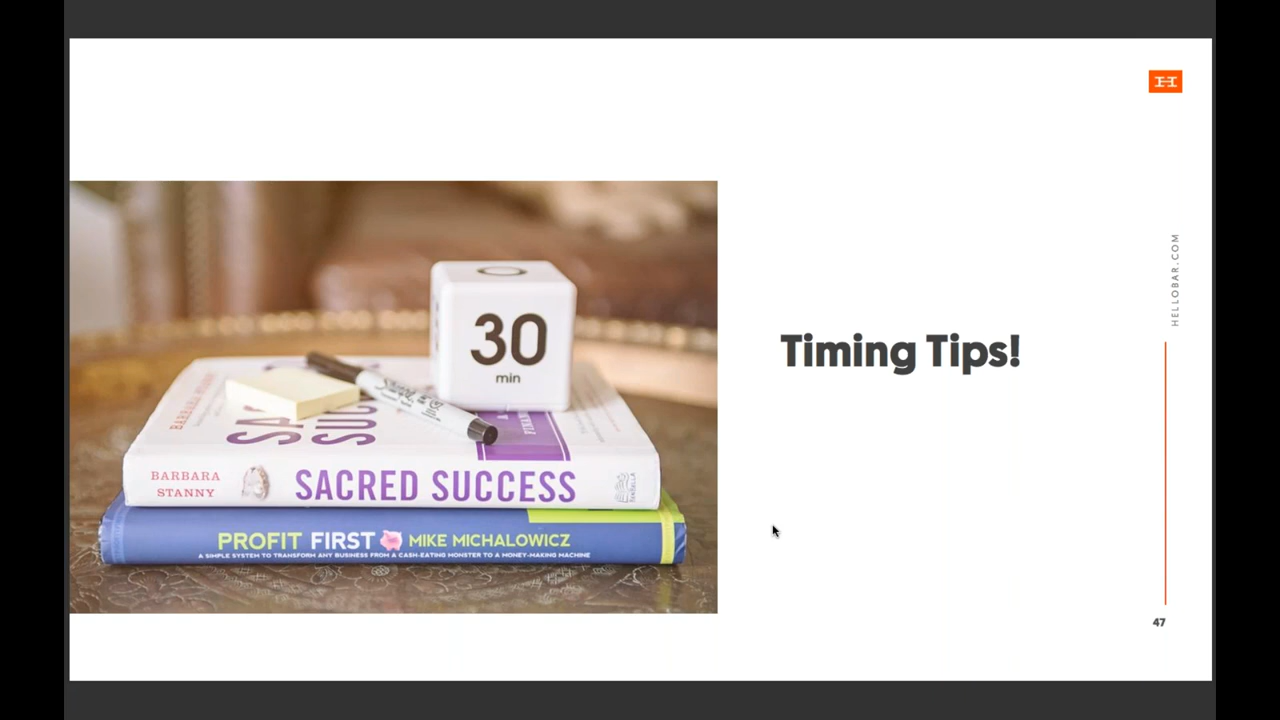 Timing Tips!
HELLOBAR.COM
47
30
min
Sharpie
BARBARA
STANNY
SACRED SUCCESS
PROFIT FIRST MIKE MICHALOWICZ
A SIMPLE SYSTEM TO TRANSFORM ANY BUSINESS FROM A CASH-EATING MONSTER TO A MONEY-MAKING MACHINE